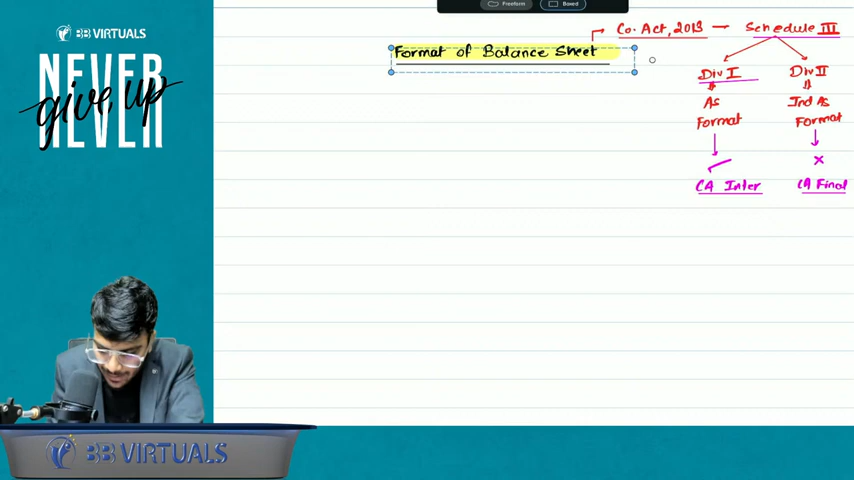 BB VIRTUALS
NEVER
give up
NEVER
Freeform
Boxed
Co. Act, 2013 — Schedule III
Format of Balance Sheet
Div I
Div II
As
Ind As
Format
Format
CA Inter
CA Final
BB VIRTUALS